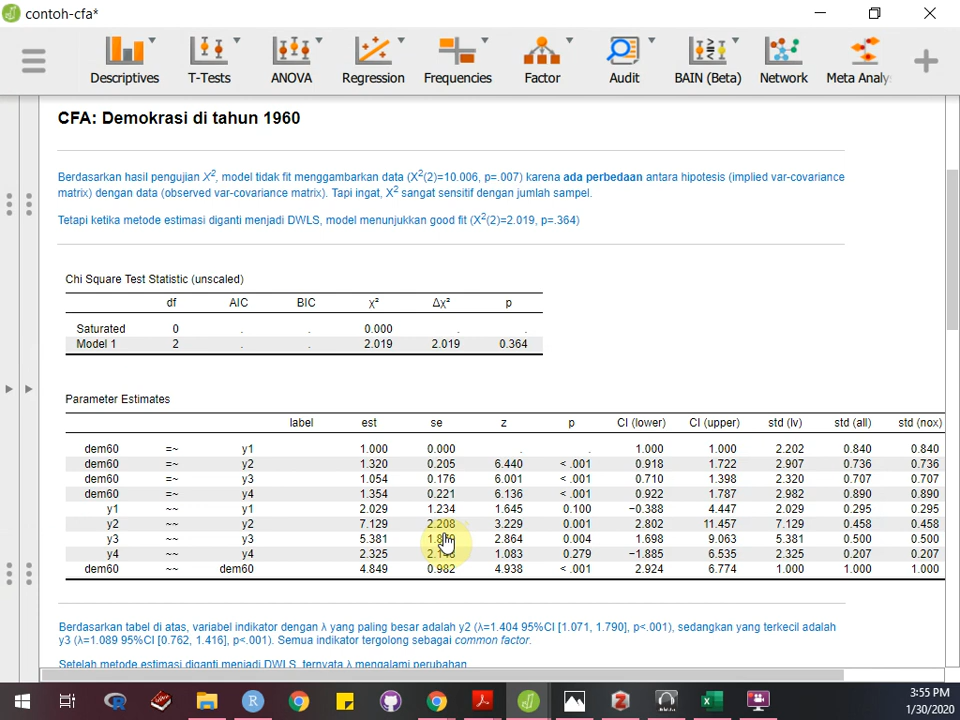 contoh-cfa*
Descriptives T-Tests ANOVA Regression Frequencies Factor Audit BAIN (Beta) Network Meta Analy
CFA: Demokrasi di tahun 1960
Berdasarkan hasil pengujian X², model tidak fit menggambarkan data (X²(2)=10.006, p=.007) karena ada perbedaan antara hipotesis (implied var-covariance
matrix) dengan data (observed var-covariance matrix). Tapi ingat, X² sangat sensitif dengan jumlah sampel.
Tetapi ketika metode estimasi diganti menjadi DWLS, model menunjukkan good fit (X²(2)=2.019, p=.364)
Chi Square Test Statistic (unscaled)
df AIC BIC χ² Δχ² p
Saturated 0 . . 0.000 . .
Model 1 2 . . 2.019 2.019 0.364
Parameter Estimates
label est se z p CI (lower) CI (upper) std (lv) std (all) std (nox)
dem60 =~ y1 1.000 0.000 . . 1.000 1.000 2.202 0.840 0.840
dem60 =~ y2 1.320 0.205 6.440 < .001 0.918 1.722 2.907 0.736 0.736
dem60 =~ y3 1.054 0.176 6.001 < .001 0.710 1.398 2.320 0.707 0.707
dem60 =~ y4 1.354 0.221 6.136 < .001 0.922 1.787 2.982 0.890 0.890
y1 ~~ y1 2.029 1.234 1.645 0.100 −0.388 4.447 2.029 0.295 0.295
y2 ~~ y2 7.129 2.208 3.229 0.001 2.802 11.457 7.129 0.458 0.458
y3 ~~ y3 5.381 2.864 0.004 1.698 9.063 5.381 0.500 0.500
y4 ~~ y4 2.325 1.083 0.279 −1.885 6.535 2.325 0.207 0.207
dem60 ~~ dem60 4.849 0.982 4.938 < .001 2.924 6.774 1.000 1.000 1.000
Berdasarkan tabel di atas, variabel indikator dengan λ yang paling besar adalah y2 (λ=1.404 95%CI [1.071, 1.790], p<.001), sedangkan yang terkecil adalah
y3 (λ=1.089 95%CI [0.762, 1.416], p<.001). Semua indikator tergolong sebagai common factor.
Setelah metode estimasi diganti menjadi DWLS, ternyata λ mengalami perubahan
3:55 PM
1/30/2020